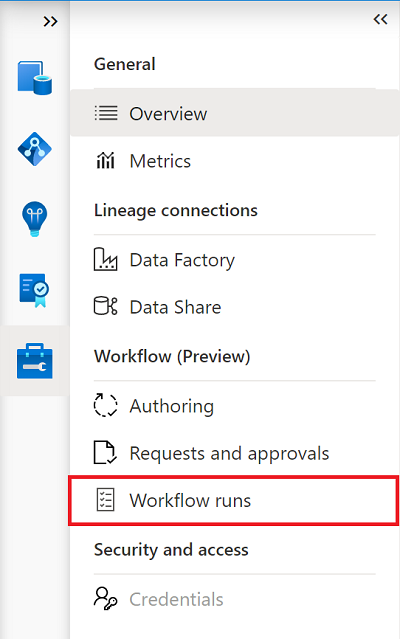 General
Overview
Metrics
Lineage connections
Data Factory
Data Share
Workflow (Preview)
Authoring
Requests and approvals
Workflow runs
Security and access
Credentials